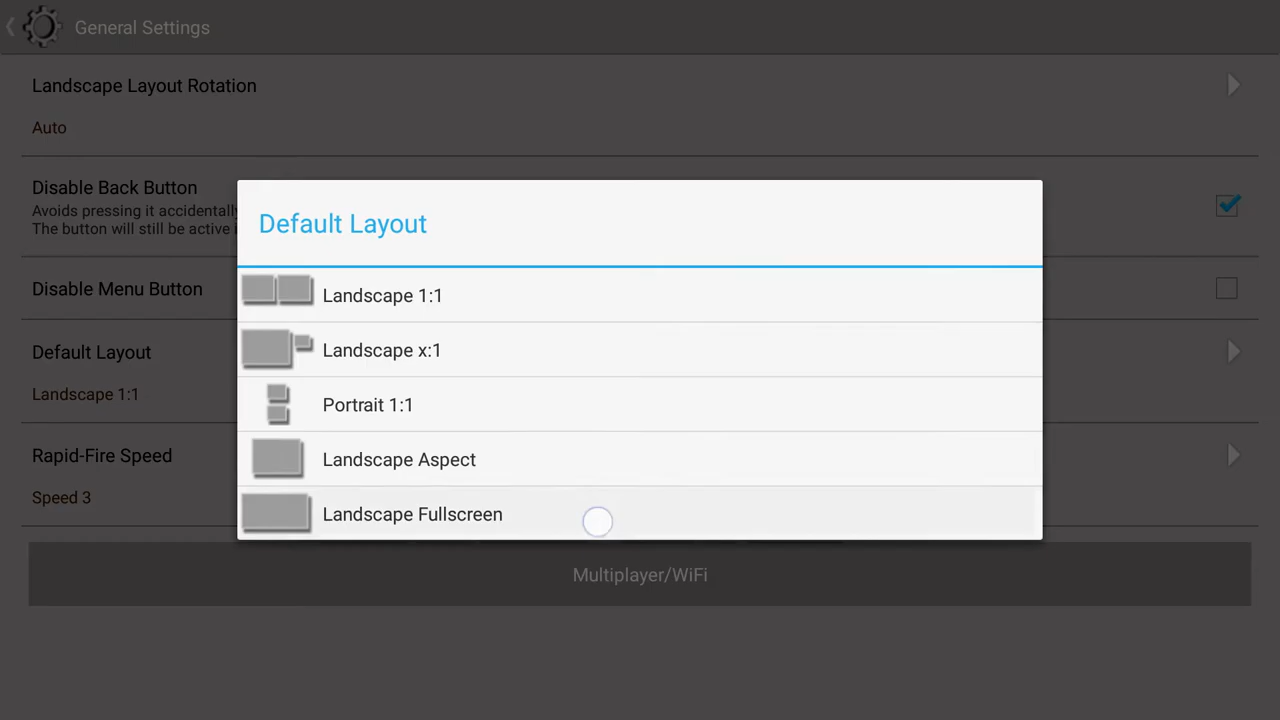 General Settings
Landscape Layout Rotation
Auto
Disable Back Button
Avoids pressing it accidentally
The button will still be active
Disable Menu Button
Default Layout
Landscape 1:1
Rapid-Fire Speed
Speed 3
Default Layout
Landscape 1:1
Landscape x:1
Portrait 1:1
Landscape Aspect
Landscape Fullscreen
Multiplayer/WiFi